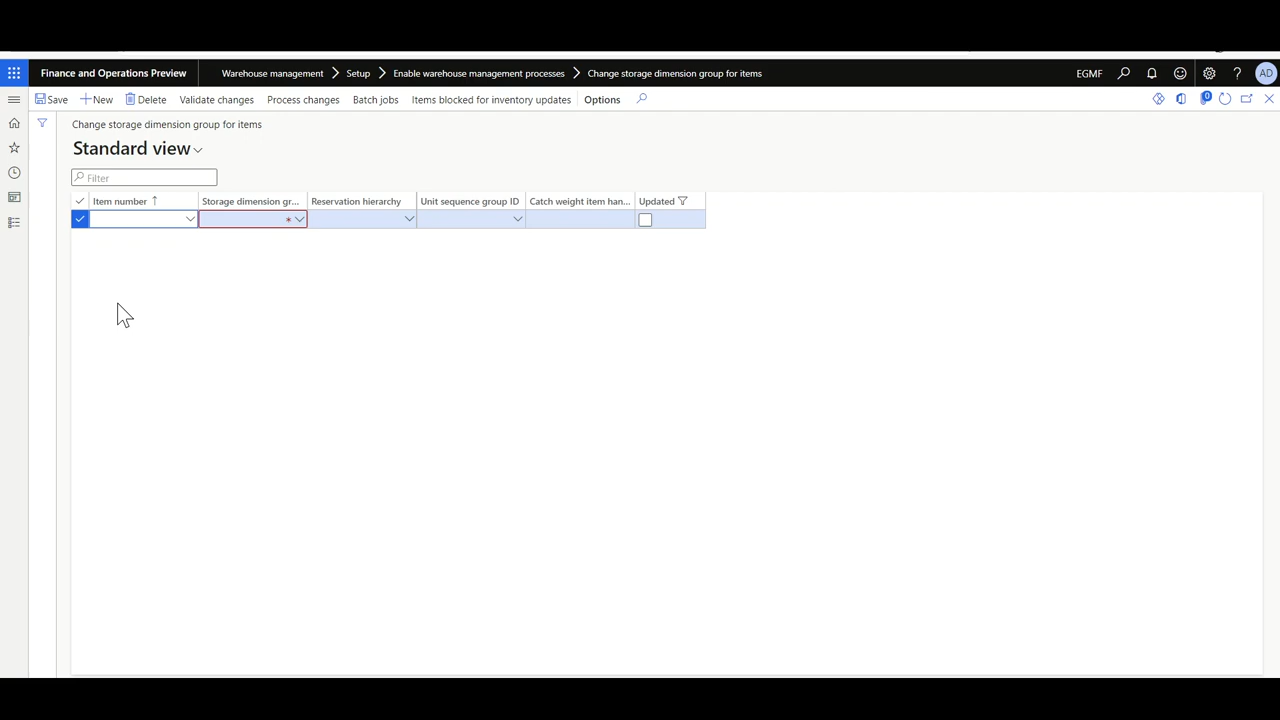 Finance and Operations Preview Warehouse management Setup Enable warehouse management processes Change storage dimension group for items EGMF ? AD
Save New Delete Validate changes Process changes Batch jobs Items blocked for inventory updates Options 0
Change storage dimension group for items
Standard view
Filter
Item number Storage dimension gr... Reservation hierarchy Unit sequence group ID Catch weight item han... Updated
*